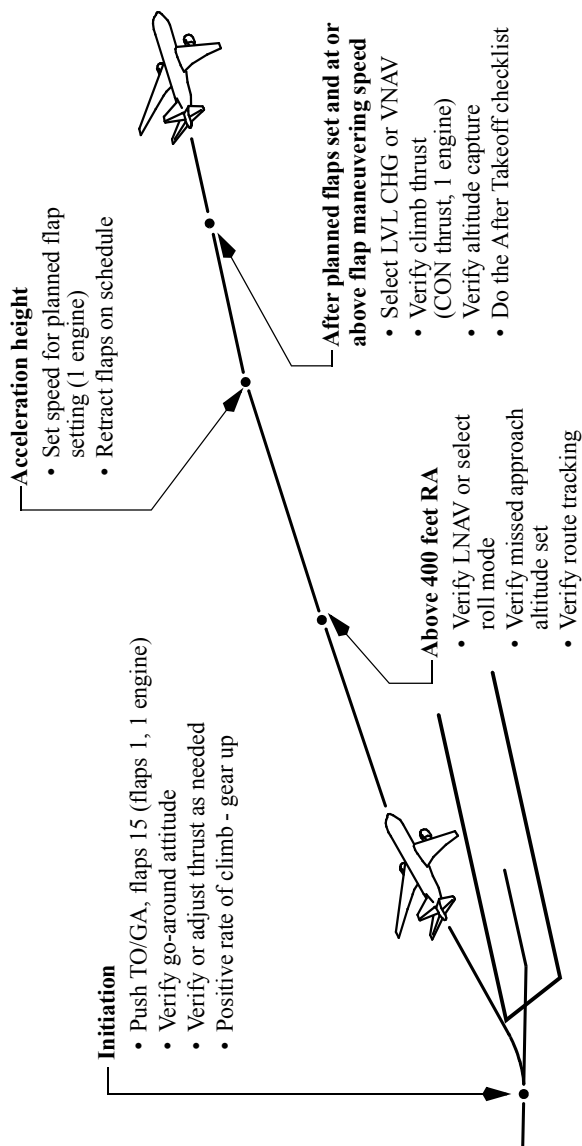 Initiation
• Push TO/GA, flaps 15 (flaps 1, 1 engine)
• Verify go-around attitude
• Verify or adjust thrust as needed
• Positive rate of climb - gear up
Above 400 feet RA
• Verify LNAV or select
roll mode
• Verify missed approach
altitude set
• Verify route tracking
Acceleration height
• Set speed for planned flap
setting (1 engine)
• Retract flaps on schedule
After planned flaps set and at or
above flap maneuvering speed
• Select LVL CHG or VNAV
• Verify climb thrust
(CON thrust, 1 engine)
• Verify altitude capture
• Do the After Takeoff checklist